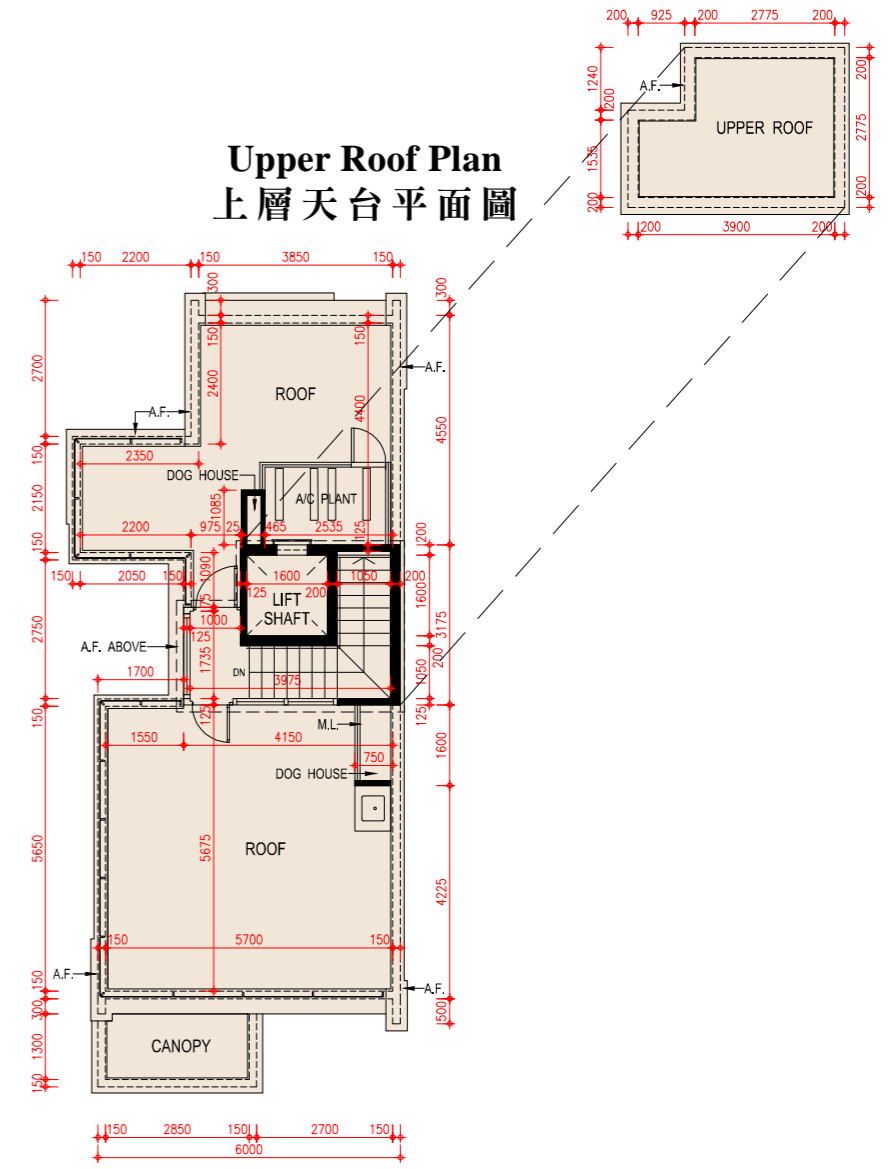 200 925 200 2775 200
1240
200
1535
200
A.F.
UPPER ROOF
200
2775
200
200 3900 200
Upper Roof Plan
上層天台平面圖
150 2200 150 3850 150
300
300
2700
150
2400
150
4400
4550
ROOF
A.F.
A.F.
150
2350
DOG HOUSE
A/C PLANT
2150
1085
2200 975 25 465 2535
125
200
150
150 2050 150
1090
1600 1050 200
125 200
LIFT
SHAFT
1600
3175
75
1000
125
2750
A.F. ABOVE
1735
DN
200
1050
1700
3975
125
125
150
M.L.
1550 4150
750
1600
DOG HOUSE
5650
5675
ROOF
4225
150 5700 150
A.F.
A.F.
150
300
500
1300
CANOPY
150
150 2850 150 2700 150
6000